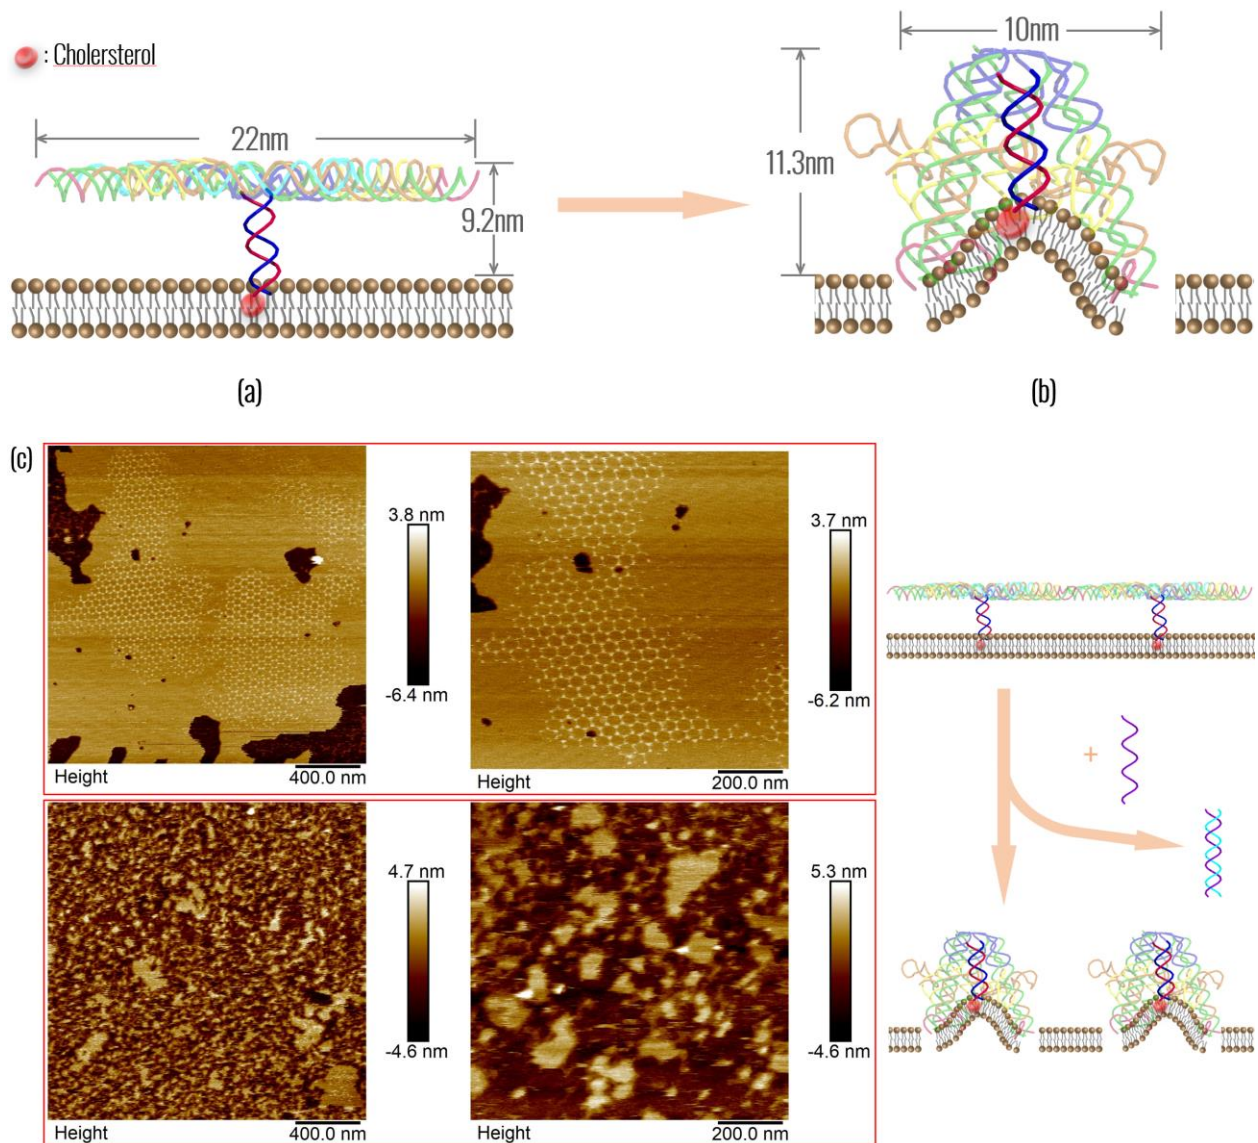 : Cholersterol
22nm
9.2nm
(a)
10nm
11.3nm
(b)
(c)
3.8 nm
-6.4 nm
Height
400.0 nm
3.7 nm
-6.2 nm
Height
200.0 nm
+
4.7 nm
-4.6 nm
Height
400.0 nm
5.3 nm
-4.6 nm
Height
200.0 nm